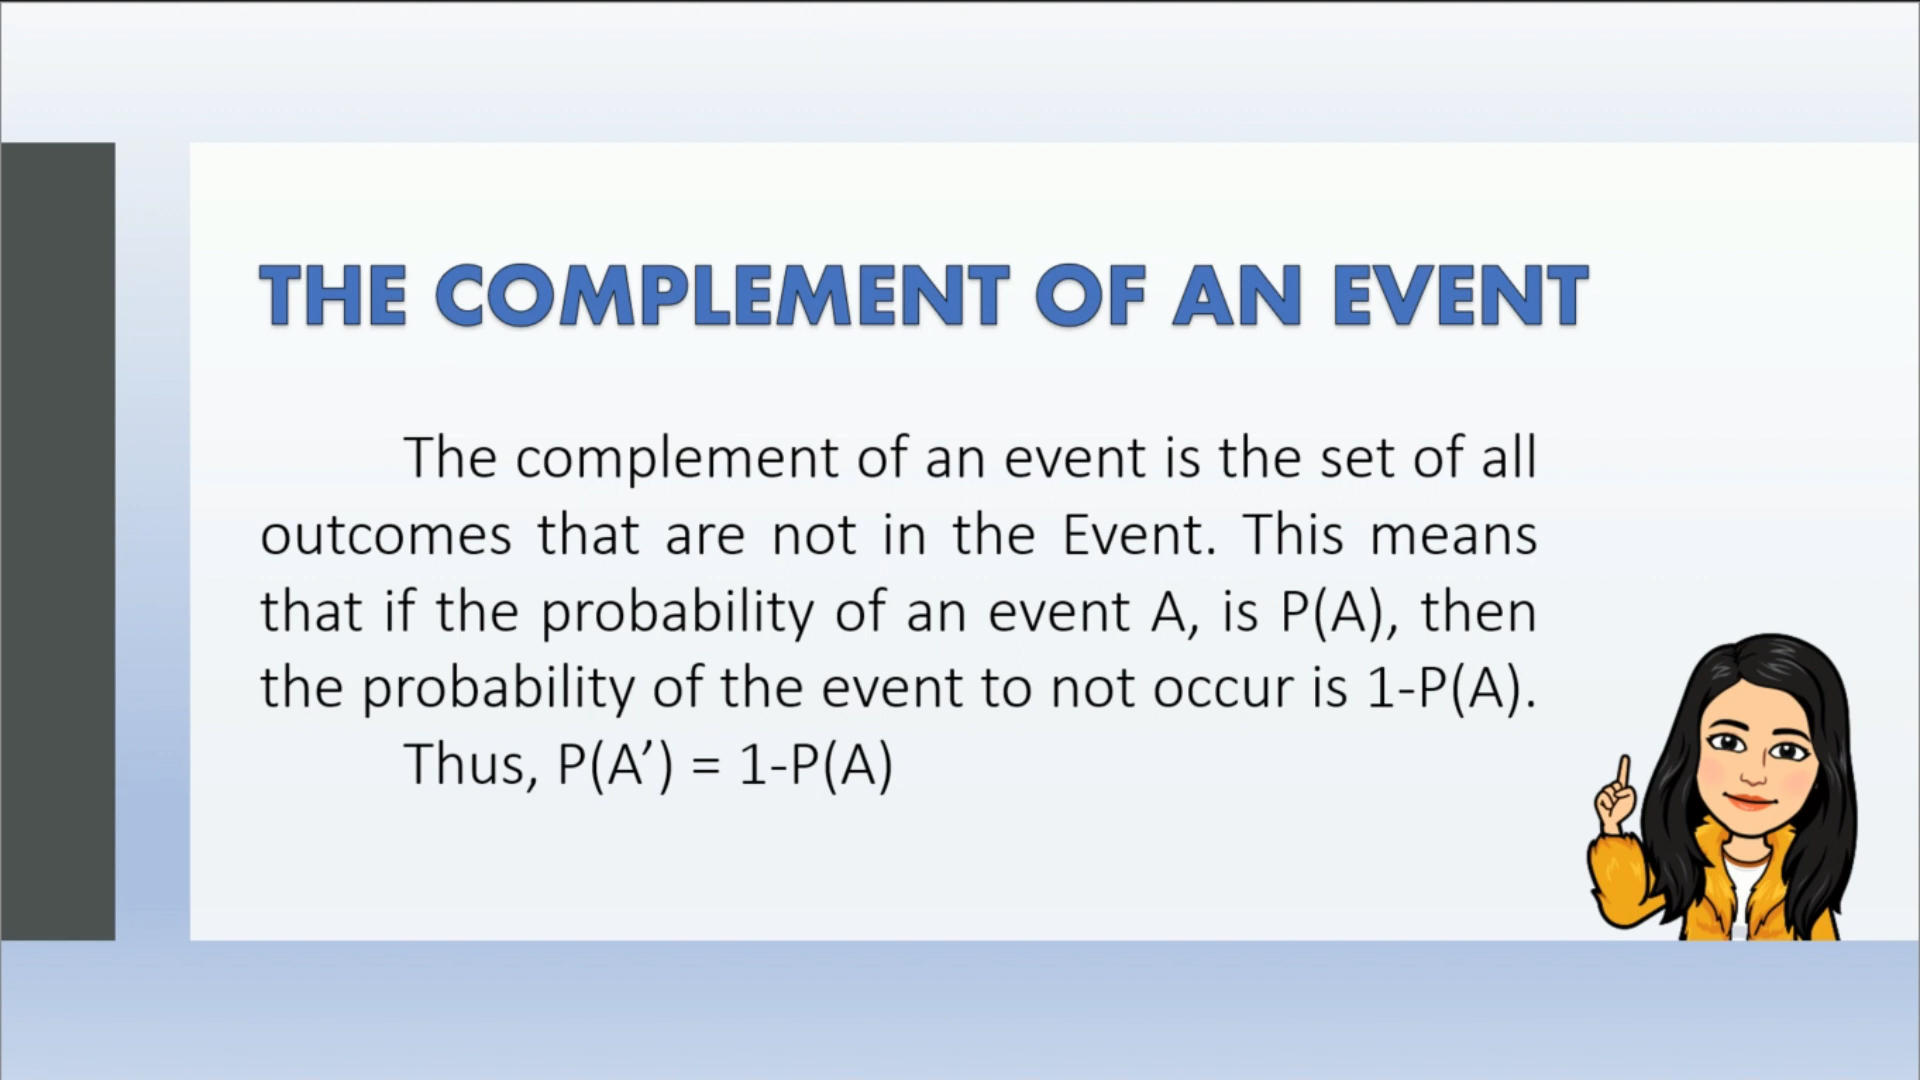 THE COMPLEMENT OF AN EVENT
The complement of an event is the set of all
outcomes that are not in the Event. This means
that if the probability of an event A, is P(A), then
the probability of the event to not occur is 1-P(A).
Thus, P(A’) = 1-P(A)